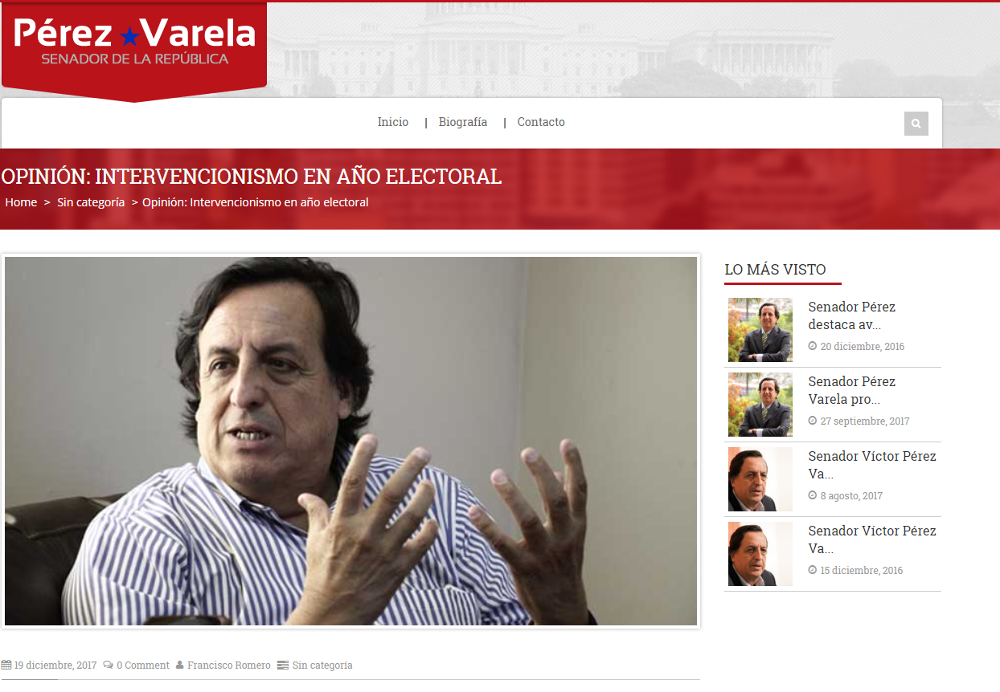 Pérez Varela
SENADOR DE LA REPÚBLICA
Inicio | Biografía | Contacto
OPINIÓN: INTERVENCIONISMO EN AÑO ELECTORAL
Home > Sin categoría > Opinión: Intervencionismo en año electoral
LO MÁS VISTO
Senador Pérez
destaca av...
20 diciembre, 2016
Senador Pérez
Varela pro...
27 septiembre, 2017
Senador Víctor Pérez
Va...
8 agosto, 2017
Senador Víctor Pérez
Va...
15 diciembre, 2016
19 diciembre, 2017 0 Comment Francisco Romero Sin categoría